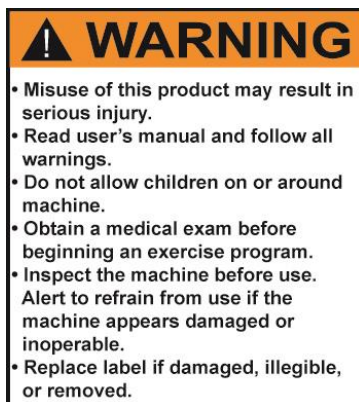 WARNING
• Misuse of this product may result in
serious injury.
• Read user's manual and follow all
warnings.
• Do not allow children on or around
machine.
• Obtain a medical exam before
beginning an exercise program.
• Inspect the machine before use.
Alert to refrain from use if the
machine appears damaged or
inoperable.
• Replace label if damaged, illegible,
or removed.